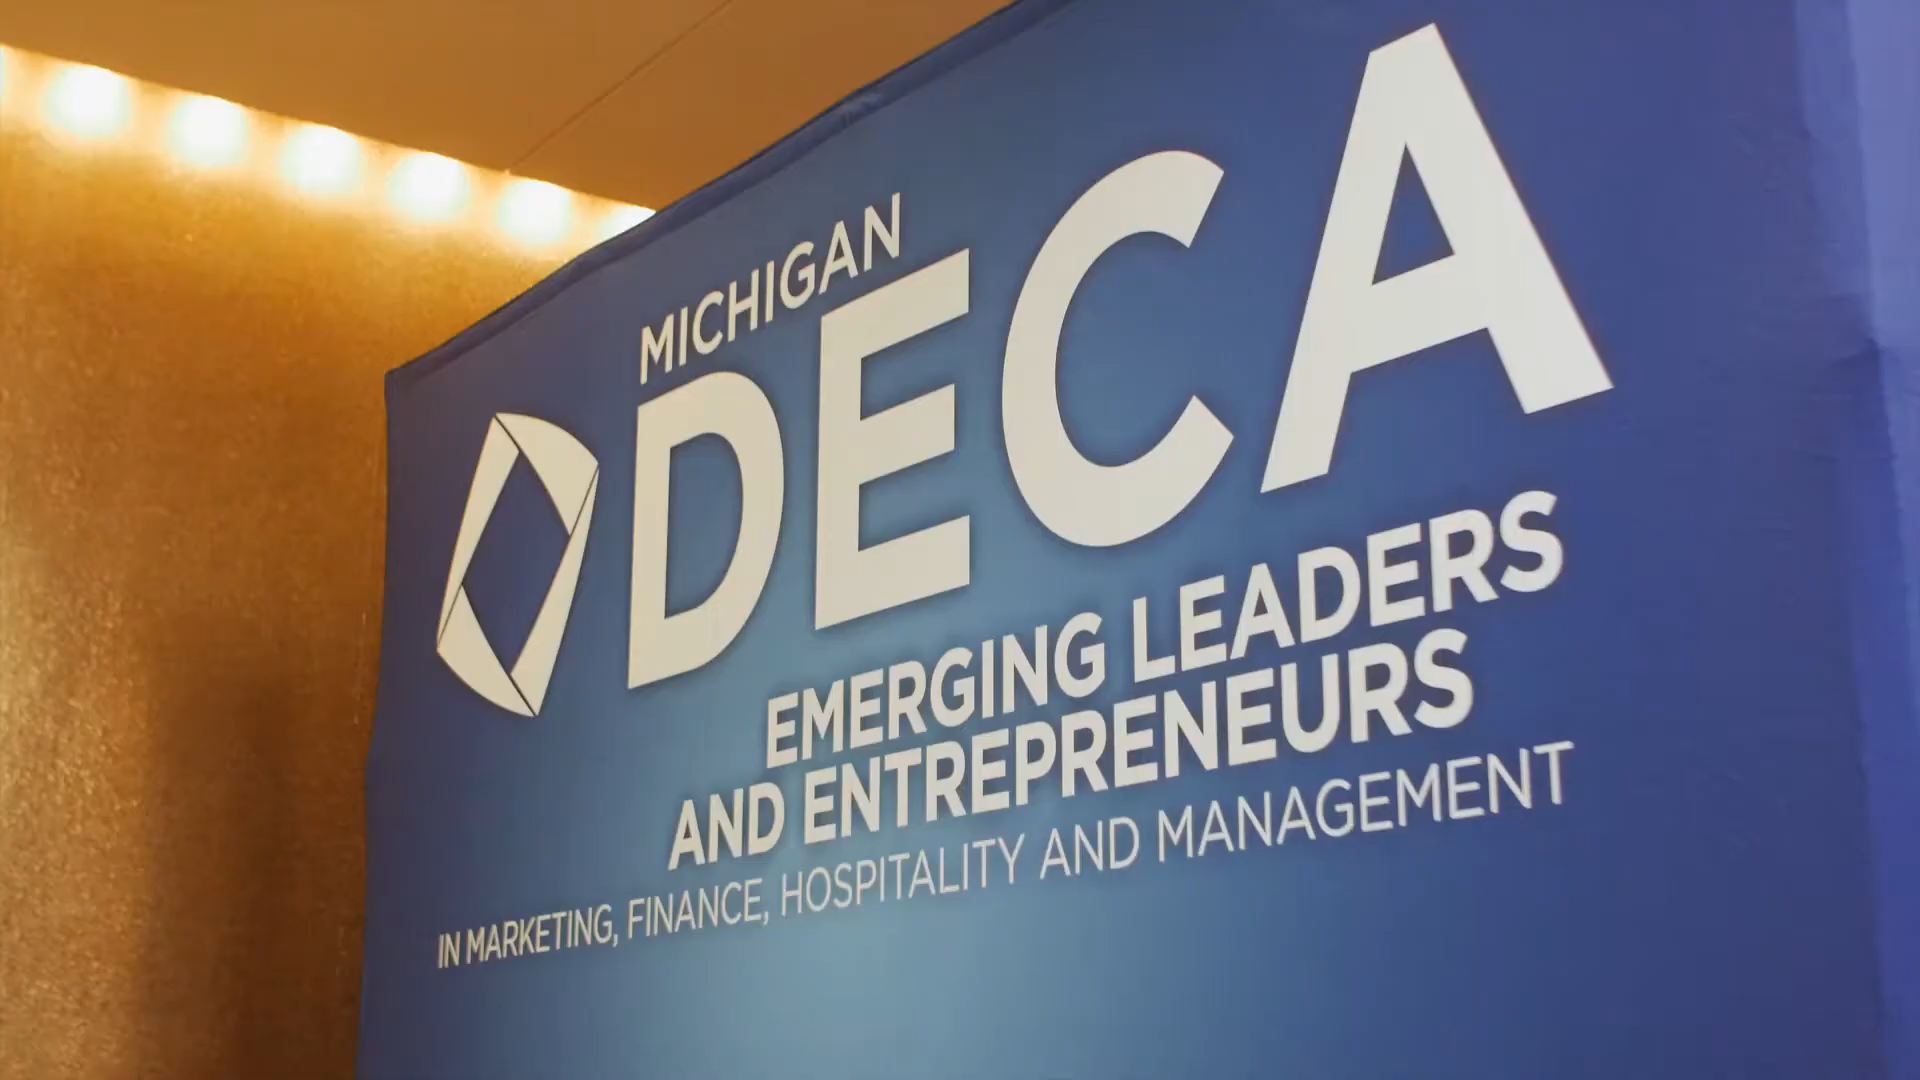 MICHIGAN
DECA
EMERGING LEADERS
AND ENTREPRENEURS
IN MARKETING, FINANCE, HOSPITALITY AND MANAGEMENT